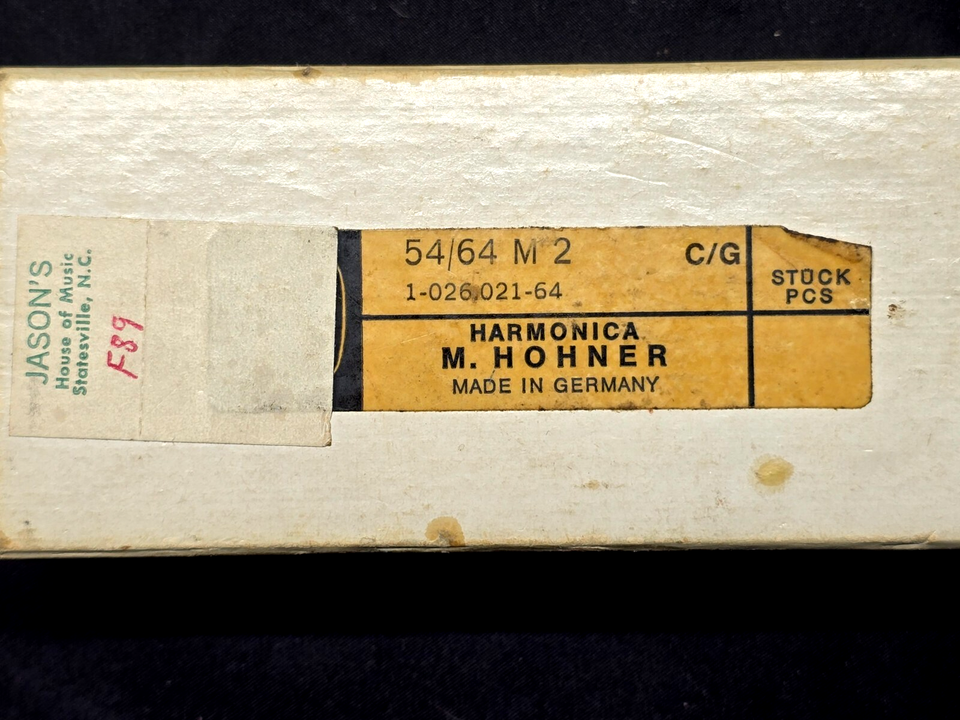 JASON'S
House of Music
Statesville, N.C.
F89
54/64 M 2
C/G
1-026.021-64
STÜCK
PCS
HARMONICA
M. HOHNER
MADE IN GERMANY